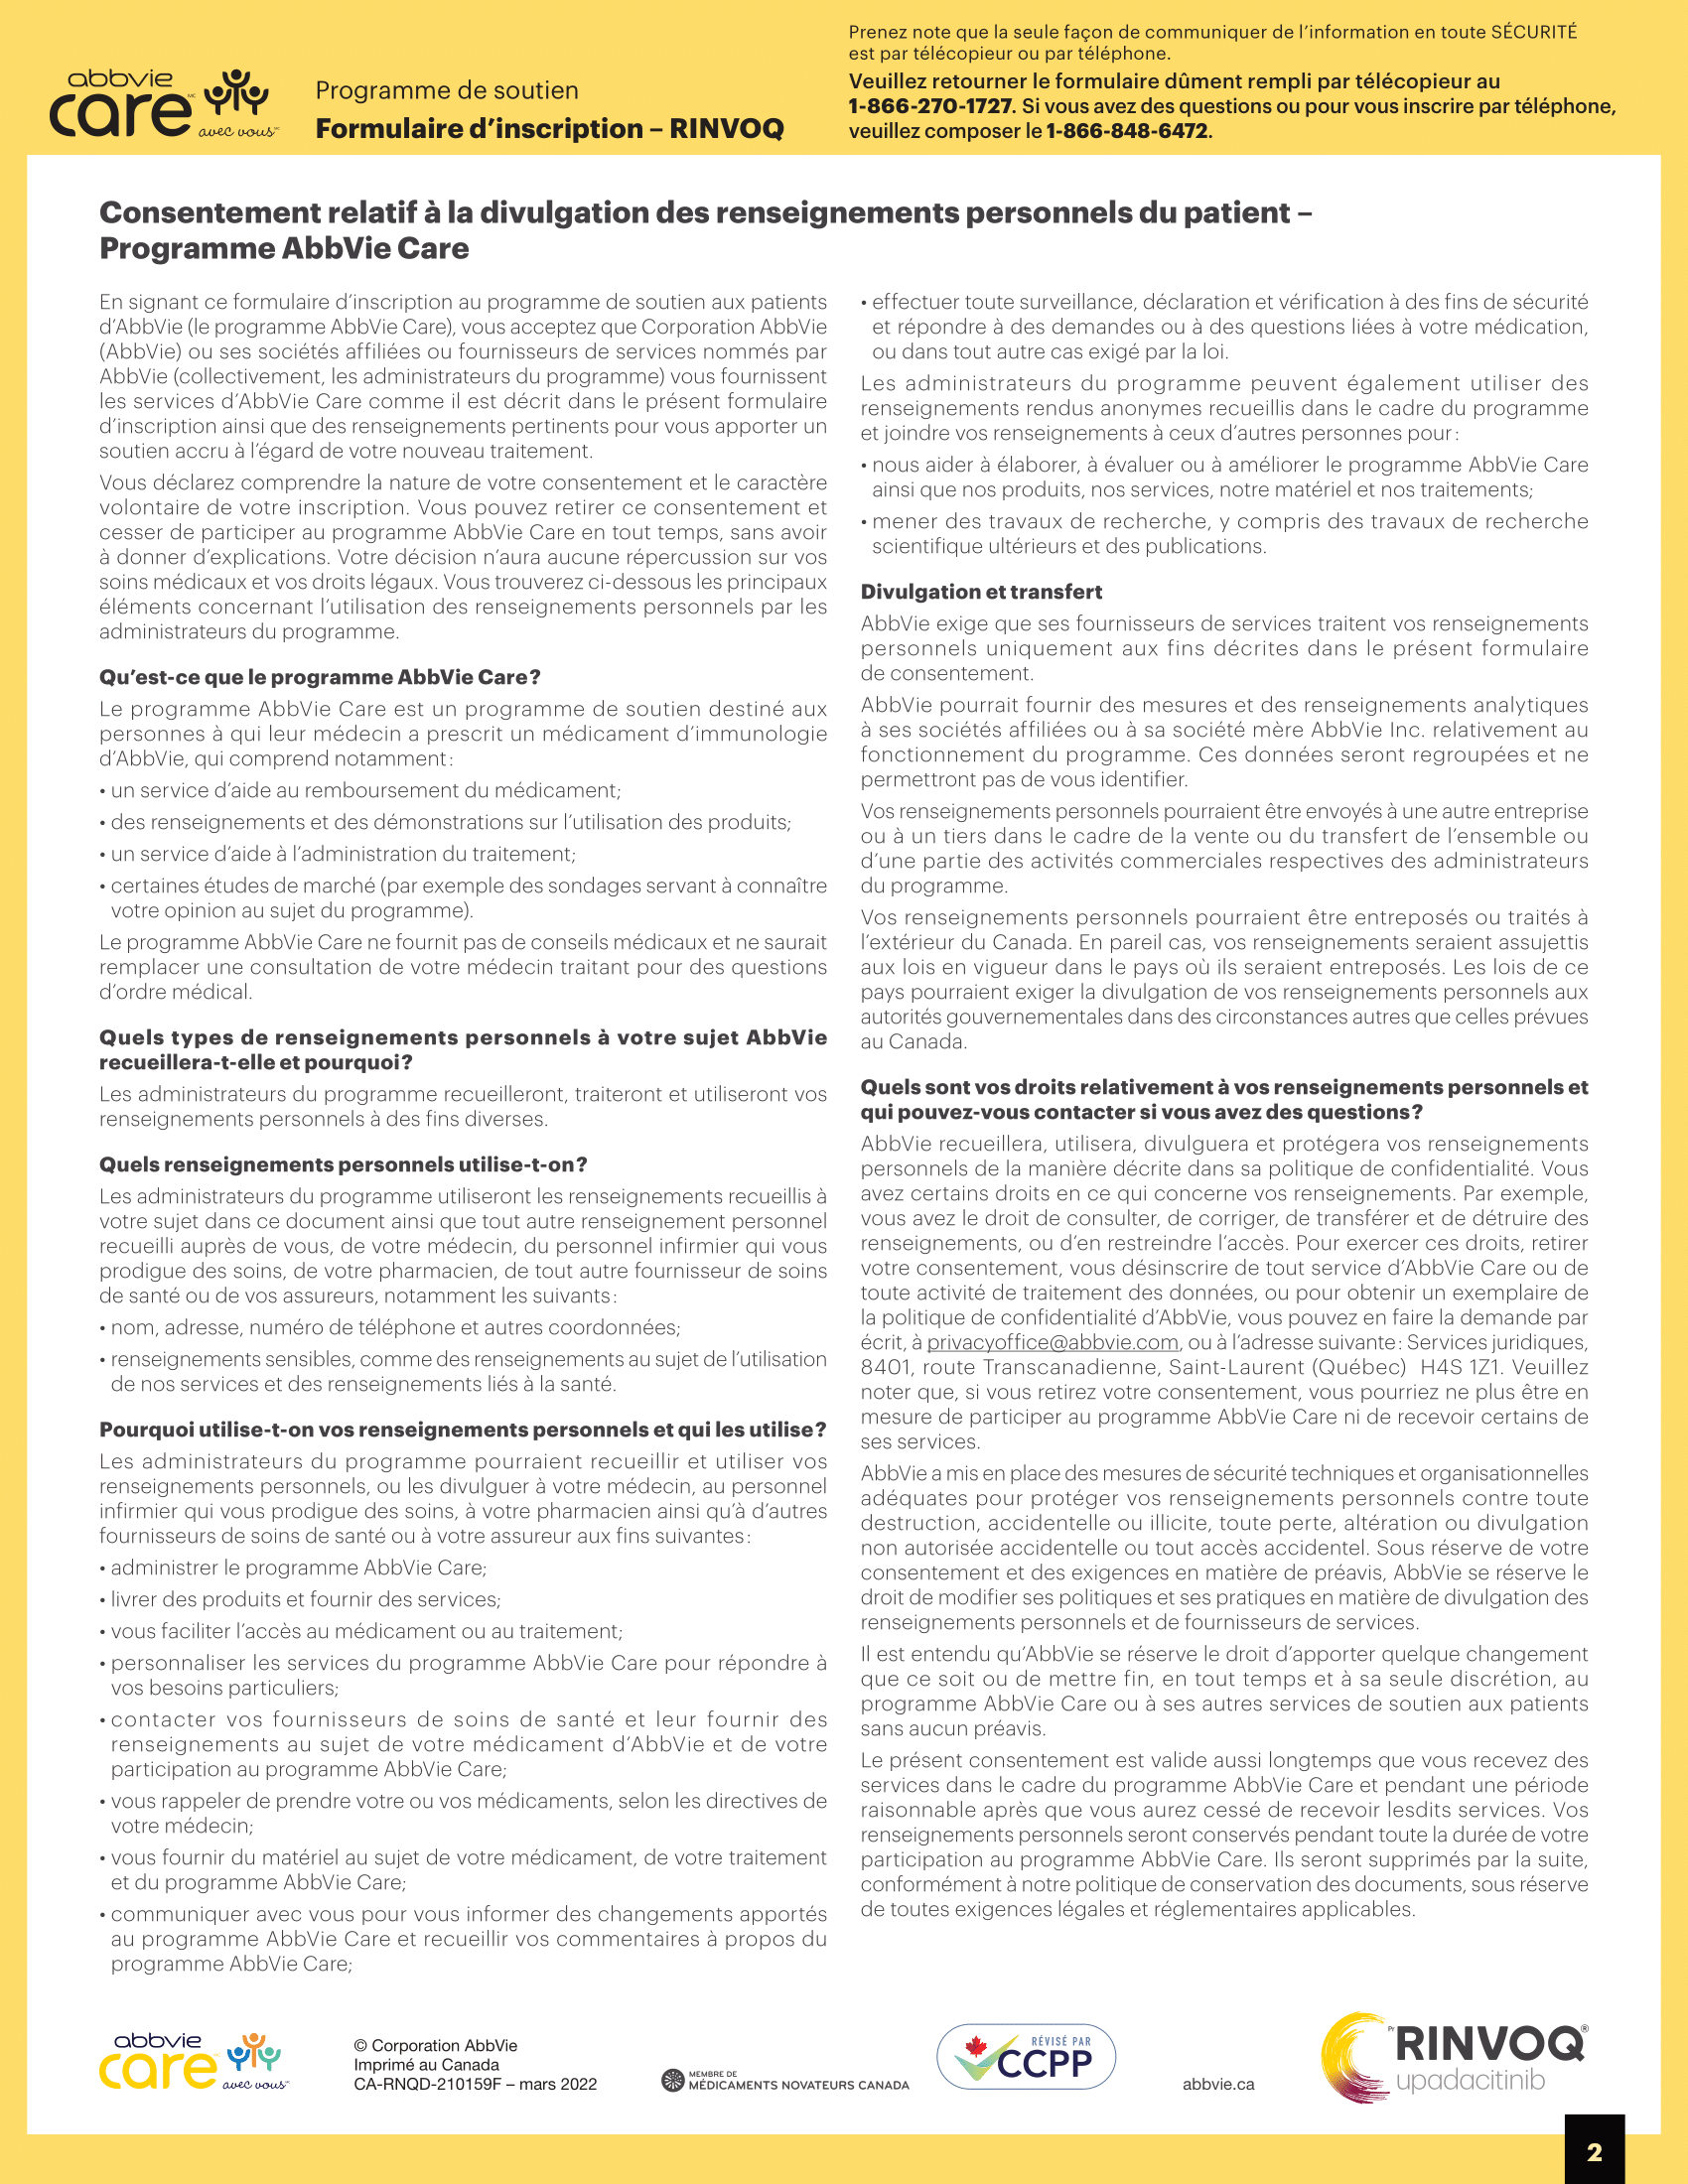 abbvie
care MC
avec vous MC
Programme de soutien
Formulaire d’inscription – RINVOQ
Prenez note que la seule façon de communiquer de l’information en toute SÉCURITÉ
est par télécopieur ou par téléphone.
Veuillez retourner le formulaire dûment rempli par télécopieur au
1-866-270-1727. Si vous avez des questions ou pour vous inscrire par téléphone,
veuillez composer le 1-866-848-6472.
Consentement relatif à la divulgation des renseignements personnels du patient –
Programme AbbVie Care
En signant ce formulaire d’inscription au programme de soutien aux patients
d’AbbVie (le programme AbbVie Care), vous acceptez que Corporation AbbVie
(AbbVie) ou ses sociétés affiliées ou fournisseurs de services nommés par
AbbVie (collectivement, les administrateurs du programme) vous fournissent
les services d’AbbVie Care comme il est décrit dans le présent formulaire
d’inscription ainsi que des renseignements pertinents pour vous apporter un
soutien accru à l’égard de votre nouveau traitement.
Vous déclarez comprendre la nature de votre consentement et le caractère
volontaire de votre inscription. Vous pouvez retirer ce consentement et
cesser de participer au programme AbbVie Care en tout temps, sans avoir
à donner d’explications. Votre décision n’aura aucune répercussion sur vos
soins médicaux et vos droits légaux. Vous trouverez ci-dessous les principaux
éléments concernant l’utilisation des renseignements personnels par les
administrateurs du programme.
Qu’est-ce que le programme AbbVie Care?
Le programme AbbVie Care est un programme de soutien destiné aux
personnes à qui leur médecin a prescrit un médicament d’immunologie
d’AbbVie, qui comprend notamment :
• un service d’aide au remboursement du médicament;
• des renseignements et des démonstrations sur l’utilisation des produits;
• un service d’aide à l’administration du traitement;
• certaines études de marché (par exemple des sondages servant à connaître
votre opinion au sujet du programme).
Le programme AbbVie Care ne fournit pas de conseils médicaux et ne saurait
remplacer une consultation de votre médecin traitant pour des questions
d’ordre médical.
Quels types de renseignements personnels à votre sujet AbbVie
recueillera-t-elle et pourquoi?
Les administrateurs du programme recueilleront, traiteront et utiliseront vos
renseignements personnels à des fins diverses.
Quels renseignements personnels utilise-t-on?
Les administrateurs du programme utiliseront les renseignements recueillis à
votre sujet dans ce document ainsi que tout autre renseignement personnel
recueilli auprès de vous, de votre médecin, du personnel infirmier qui vous
prodigue des soins, de votre pharmacien, de tout autre fournisseur de soins
de santé ou de vos assureurs, notamment les suivants :
• nom, adresse, numéro de téléphone et autres coordonnées;
• renseignements sensibles, comme des renseignements au sujet de l’utilisation
de nos services et des renseignements liés à la santé.
Pourquoi utilise-t-on vos renseignements personnels et qui les utilise?
Les administrateurs du programme pourraient recueillir et utiliser vos
renseignements personnels, ou les divulguer à votre médecin, au personnel
infirmier qui vous prodigue des soins, à votre pharmacien ainsi qu’à d’autres
fournisseurs de soins de santé ou à votre assureur aux fins suivantes :
• administrer le programme AbbVie Care;
• livrer des produits et fournir des services;
• vous faciliter l’accès au médicament ou au traitement;
• personnaliser les services du programme AbbVie Care pour répondre à
vos besoins particuliers;
• contacter vos fournisseurs de soins de santé et leur fournir des
renseignements au sujet de votre médicament d’AbbVie et de votre
participation au programme AbbVie Care;
• vous rappeler de prendre votre ou vos médicaments, selon les directives de
votre médecin;
• vous fournir du matériel au sujet de votre médicament, de votre traitement
et du programme AbbVie Care;
• communiquer avec vous pour vous informer des changements apportés
au programme AbbVie Care et recueillir vos commentaires à propos du
programme AbbVie Care;
• effectuer toute surveillance, déclaration et vérification à des fins de sécurité
et répondre à des demandes ou à des questions liées à votre médication,
ou dans tout autre cas exigé par la loi.
Les administrateurs du programme peuvent également utiliser des
renseignements rendus anonymes recueillis dans le cadre du programme
et joindre vos renseignements à ceux d’autres personnes pour :
• nous aider à élaborer, à évaluer ou à améliorer le programme AbbVie Care
ainsi que nos produits, nos services, notre matériel et nos traitements;
• mener des travaux de recherche, y compris des travaux de recherche
scientifique ultérieurs et des publications.
Divulgation et transfert
AbbVie exige que ses fournisseurs de services traitent vos renseignements
personnels uniquement aux fins décrites dans le présent formulaire
de consentement.
AbbVie pourrait fournir des mesures et des renseignements analytiques
à ses sociétés affiliées ou à sa société mère AbbVie Inc. relativement au
fonctionnement du programme. Ces données seront regroupées et ne
permettront pas de vous identifier.
Vos renseignements personnels pourraient être envoyés à une autre entreprise
ou à un tiers dans le cadre de la vente ou du transfert de l’ensemble ou
d’une partie des activités commerciales respectives des administrateurs
du programme.
Vos renseignements personnels pourraient être entreposés ou traités à
l’extérieur du Canada. En pareil cas, vos renseignements seraient assujettis
aux lois en vigueur dans le pays où ils seraient entreposés. Les lois de ce
pays pourraient exiger la divulgation de vos renseignements personnels aux
autorités gouvernementales dans des circonstances autres que celles prévues
au Canada.
Quels sont vos droits relativement à vos renseignements personnels et
qui pouvez-vous contacter si vous avez des questions?
AbbVie recueillera, utilisera, divulguera et protégera vos renseignements
personnels de la manière décrite dans sa politique de confidentialité. Vous
avez certains droits en ce qui concerne vos renseignements. Par exemple,
vous avez le droit de consulter, de corriger, de transférer et de détruire des
renseignements, ou d’en restreindre l’accès. Pour exercer ces droits, retirer
votre consentement, vous désinscrire de tout service d’AbbVie Care ou de
toute activité de traitement des données, ou pour obtenir un exemplaire de
la politique de confidentialité d’AbbVie, vous pouvez en faire la demande par
écrit, à privacyoffice@abbvie.com, ou à l’adresse suivante : Services juridiques,
8401, route Transcanadienne, Saint-Laurent (Québec) H4S 1Z1. Veuillez
noter que, si vous retirez votre consentement, vous pourriez ne plus être en
mesure de participer au programme AbbVie Care ni de recevoir certains de
ses services.
AbbVie a mis en place des mesures de sécurité techniques et organisationnelles
adéquates pour protéger vos renseignements personnels contre toute
destruction, accidentelle ou illicite, toute perte, altération ou divulgation
non autorisée accidentelle ou tout accès accidentel. Sous réserve de votre
consentement et des exigences en matière de préavis, AbbVie se réserve le
droit de modifier ses politiques et ses pratiques en matière de divulgation des
renseignements personnels et de fournisseurs de services.
Il est entendu qu’AbbVie se réserve le droit d’apporter quelque changement
que ce soit ou de mettre fin, en tout temps et à sa seule discrétion, au
programme AbbVie Care ou à ses autres services de soutien aux patients
sans aucun préavis.
Le présent consentement est valide aussi longtemps que vous recevez des
services dans le cadre du programme AbbVie Care et pendant une période
raisonnable après que vous aurez cessé de recevoir lesdits services. Vos
renseignements personnels seront conservés pendant toute la durée de votre
participation au programme AbbVie Care. Ils seront supprimés par la suite,
conformément à notre politique de conservation des documents, sous réserve
de toutes exigences légales et réglementaires applicables.
abbvie
care
avec vous
© Corporation AbbVie
Imprimé au Canada
CA-RNQD-210159F – mars 2022
MEMBRE DE
MÉDICAMENTS NOVATEURS CANADA
RÉVISÉ PAR
CCPP
abbvie.ca
Pr RINVOQ®
upadacitinib
2